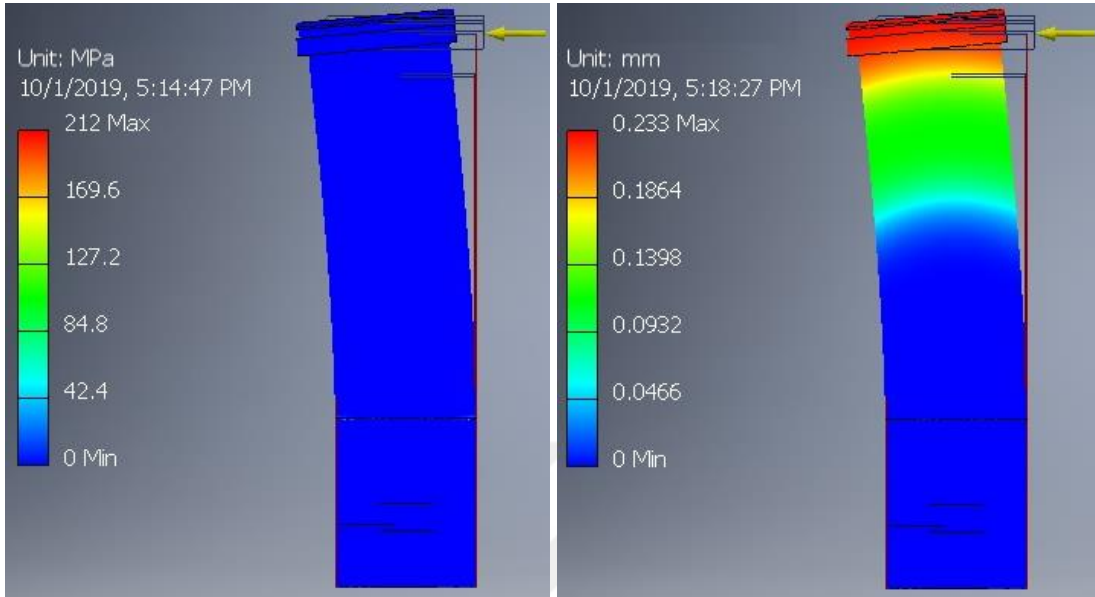 Unit: MPa
10/1/2019, 5:14:47 PM
212 Max
169.6
127.2
84.8
42.4
0 Min
Unit: mm
10/1/2019, 5:18:27 PM
0.233 Max
0.1864
0.1398
0.0932
0.0466
0 Min